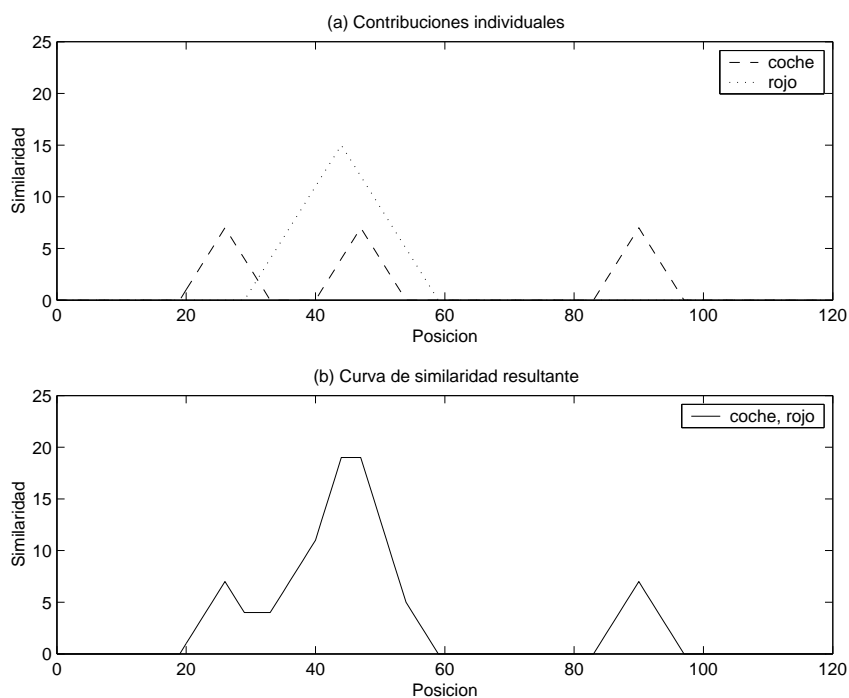 (a) Contribuciones individuales
25
20
15
10
5
0
Similaridad
coche
rojo
0 20 40 60 80 100 120
Posicion
(b) Curva de similaridad resultante
25
20
15
10
5
0
Similaridad
coche, rojo
0 20 40 60 80 100 120
Posicion